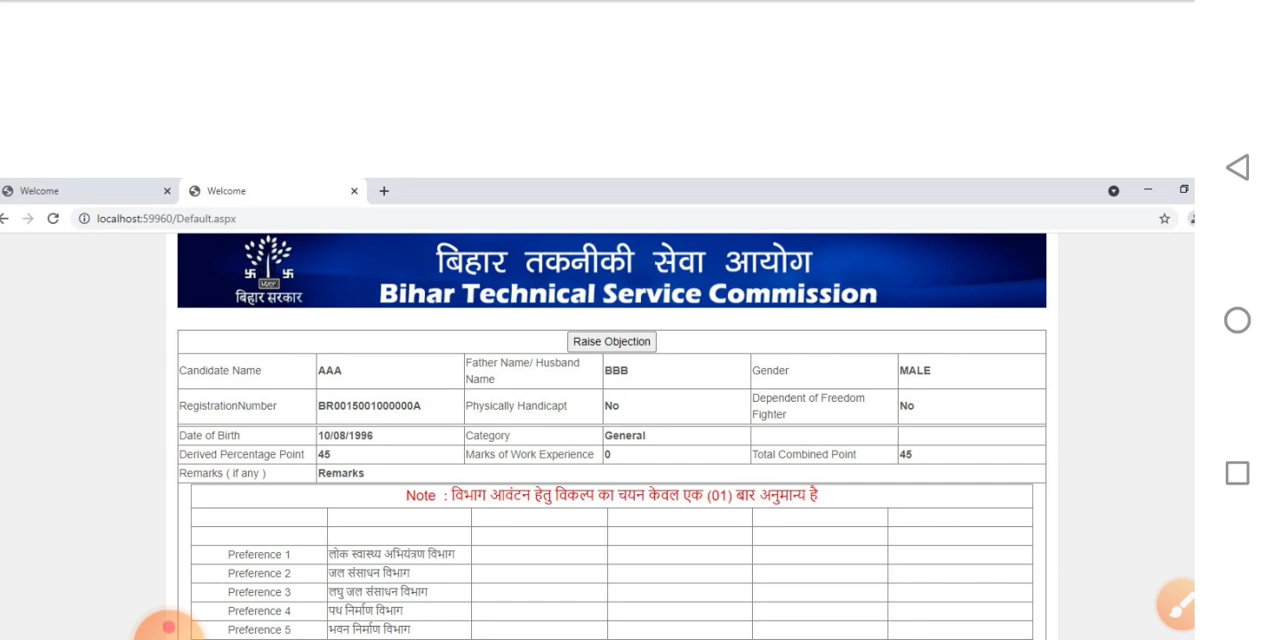 Welcome
Welcome
localhost:59960/Default.aspx
बिहार सरकार
बिहार तकनीकी सेवा आयोग
Bihar Technical Service Commission
Raise Objection
Candidate Name AAA Father Name/ Husband Name BBB Gender MALE
RegistrationNumber BR0015001000000A Physically Handicapt No Dependent of Freedom Fighter No
Date of Birth 10/08/1996 Category General
Derived Percentage Point 45 Marks of Work Experience 0 Total Combined Point 45
Remarks ( if any ) Remarks
Note : विभाग आवंटन हेतु विकल्प का चयन केवल एक (01) बार अनुमान्य है
Preference 1 लोक स्वास्थ्य अभियंत्रण विभाग
Preference 2 जल संसाधन विभाग
Preference 3 लघु जल संसाधन विभाग
Preference 4 पथ निर्माण विभाग
Preference 5 भवन निर्माण विभाग